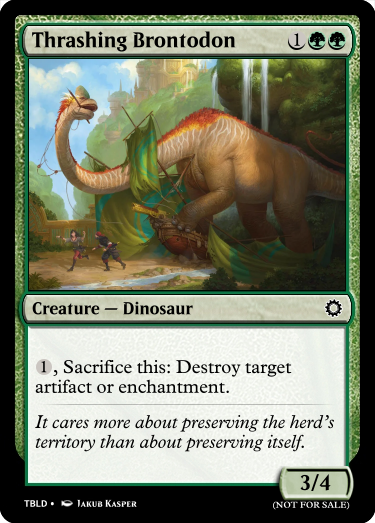 Thrashing Brontodon 1
Creature — Dinosaur
1, Sacrifice this: Destroy target
artifact or enchantment.
It cares more about preserving the herd's
territory than about preserving itself.
3/4
TBLD • Jakub Kasper
(NOT FOR SALE)